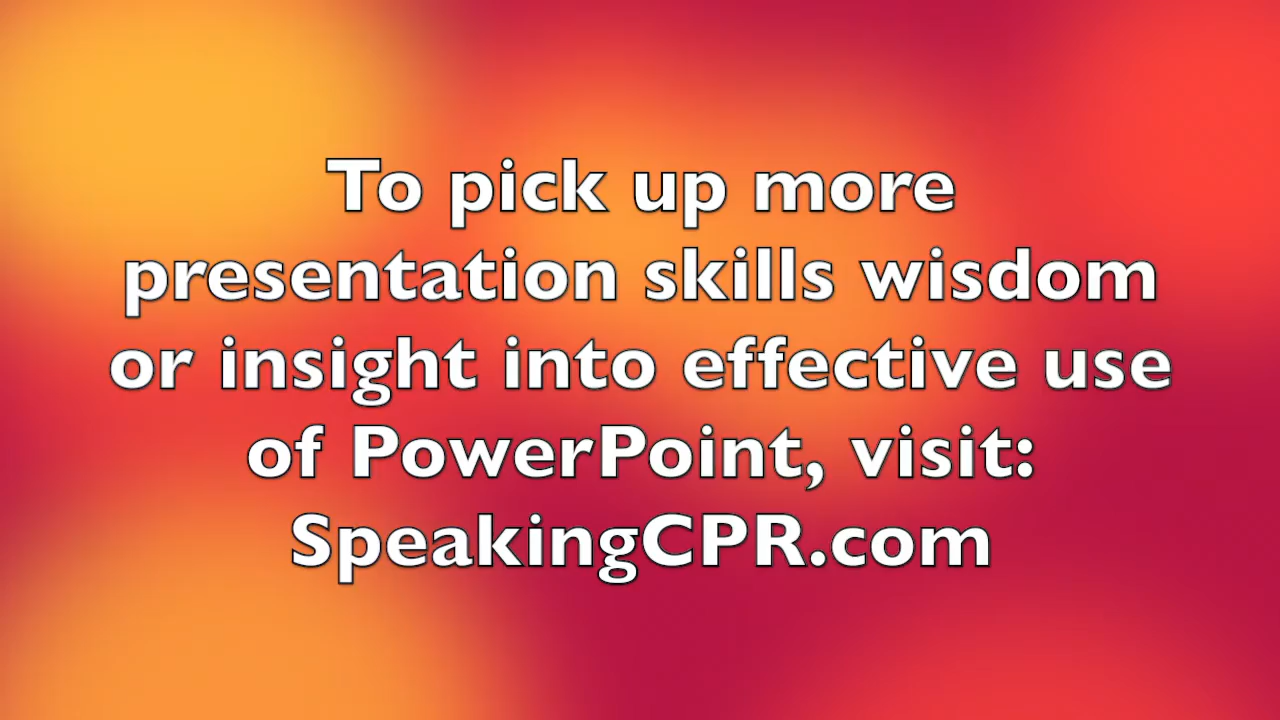 To pick up more
presentation skills wisdom
or insight into effective use
of PowerPoint, visit:
SpeakingCPR.com